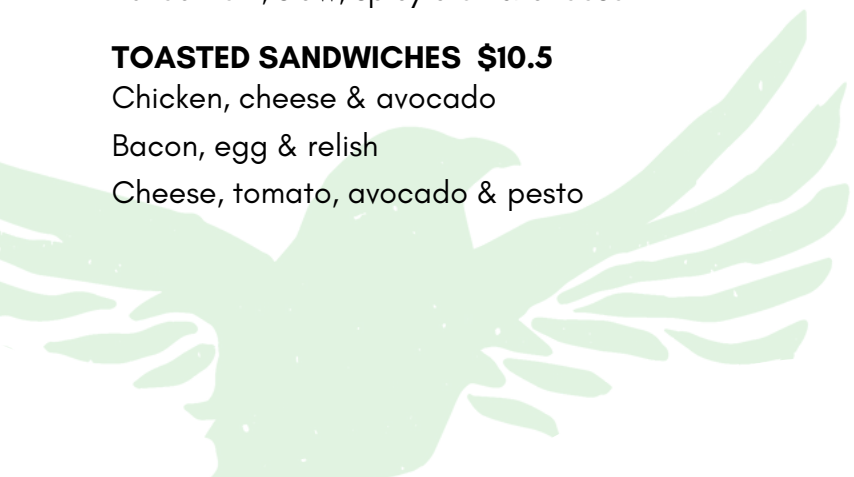 TOASTED SANDWICHES $10.5
Chicken, cheese & avocado
Bacon, egg & relish
Cheese, tomato, avocado & pesto